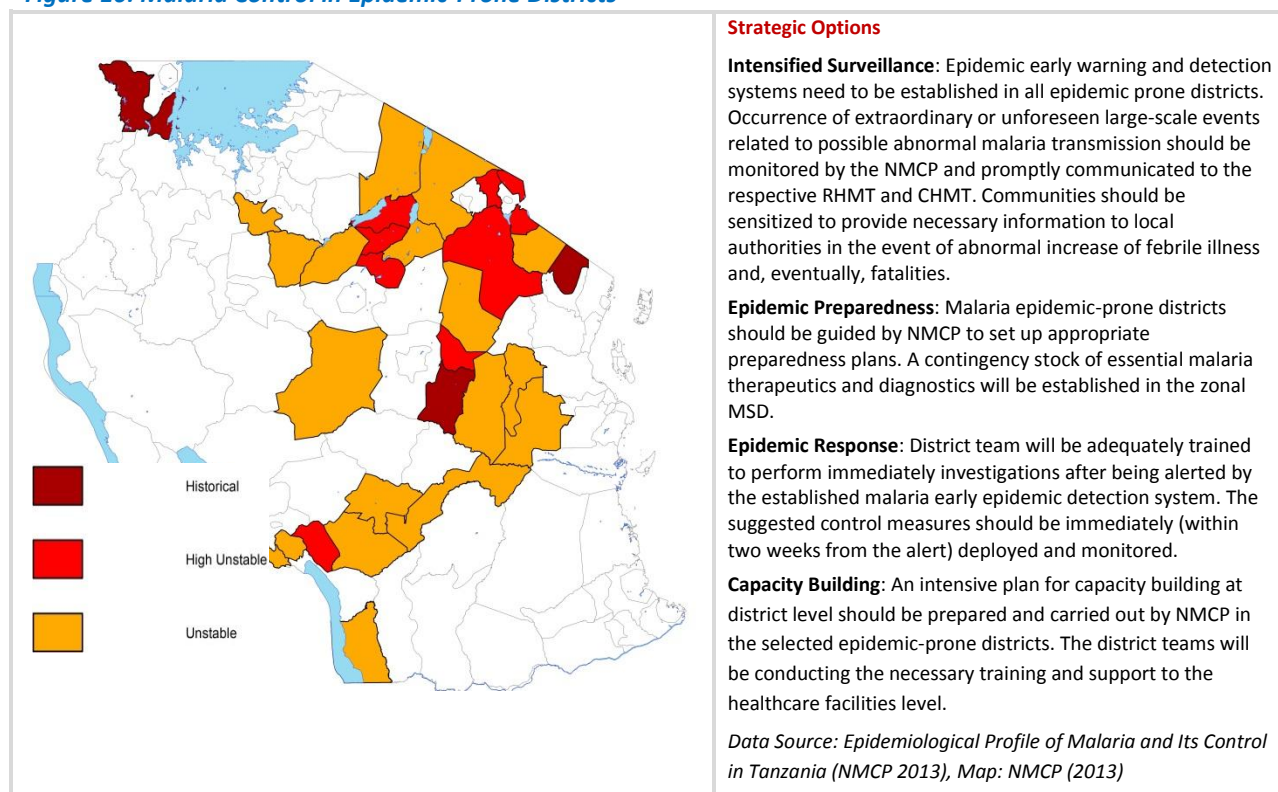 Figure 26: Malaria Control in Epidemic Prone Districts
Historical
High Unstable
Unstable
Strategic Options
Intensified Surveillance: Epidemic early warning and detection
systems need to be established in all epidemic prone districts.
Occurrence of extraordinary or unforeseen large-scale events
related to possible abnormal malaria transmission should be
monitored by the NMCP and promptly communicated to the
respective RHMT and CHMT. Communities should be
sensitized to provide necessary information to local
authorities in the event of abnormal increase of febrile illness
and, eventually, fatalities.
Epidemic Preparedness: Malaria epidemic-prone districts
should be guided by NMCP to set up appropriate
preparedness plans. A contingency stock of essential malaria
therapeutics and diagnostics will be established in the zonal
MSD.
Epidemic Response: District team will be adequately trained
to perform immediately investigations after being alerted by
the established malaria early epidemic detection system. The
suggested control measures should be immediately (within
two weeks from the alert) deployed and monitored.
Capacity Building: An intensive plan for capacity building at
district level should be prepared and carried out by NMCP in
the selected epidemic-prone districts. The district teams will
be conducting the necessary training and support to the
healthcare facilities level.
Data Source: Epidemiological Profile of Malaria and Its Control
in Tanzania (NMCP 2013), Map: NMCP (2013)